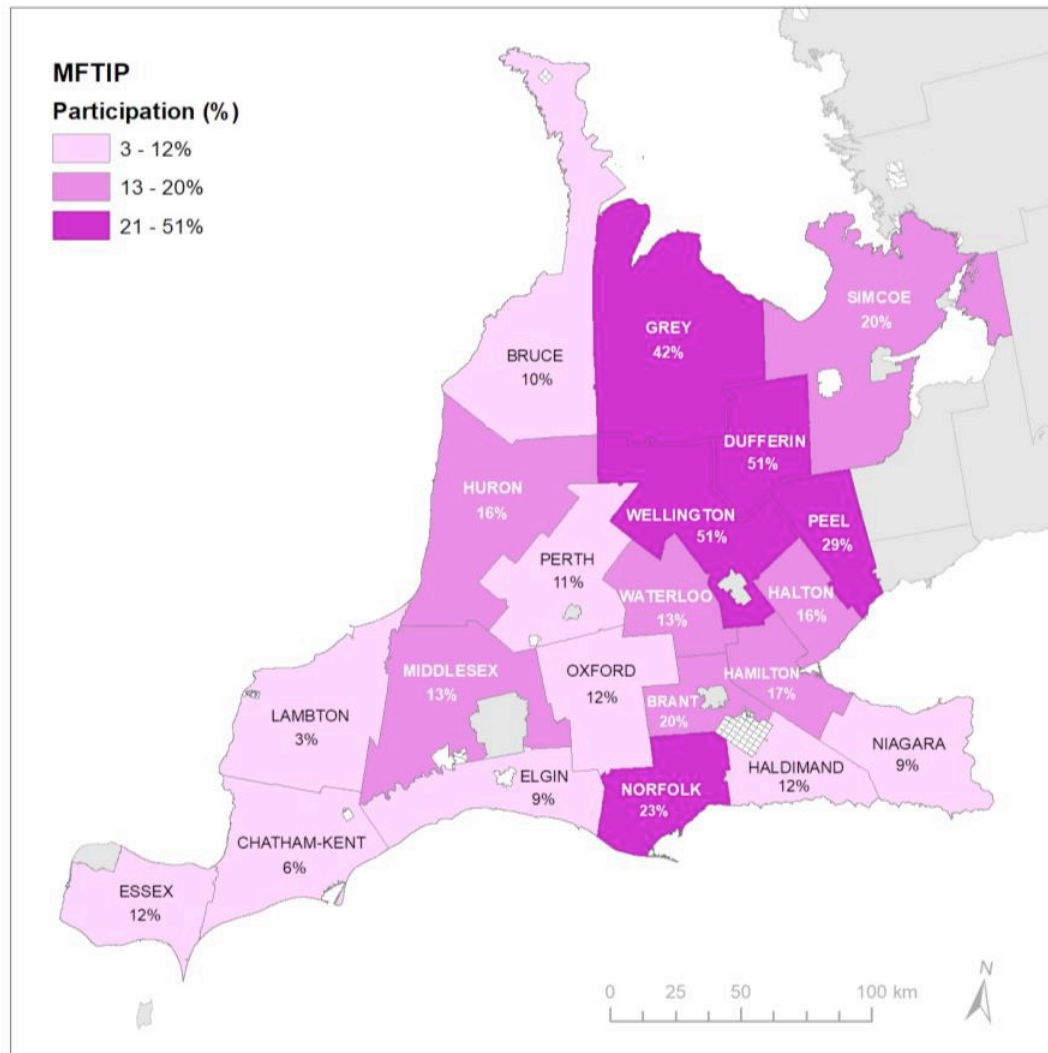 MFTIP
Participation (%)
3 - 12%
13 - 20%
21 - 51%
SIMCOE
20%
GREY
42%
BRUCE
10%
DUFFERIN
51%
HURON
16%
WELLINGTON
51%
PEEL
29%
PERTH
11%
WATERLOO
13%
HALTON
16%
MIDDLESEX
13%
OXFORD
12%
HAMILTON
17%
BRANT
20%
LAMBTON
3%
NIAGARA
9%
HALDIMAND
12%
ELGIN
9%
NORFOLK
23%
CHATHAM-KENT
6%
ESSEX
12%
N
0 25 50 100 km